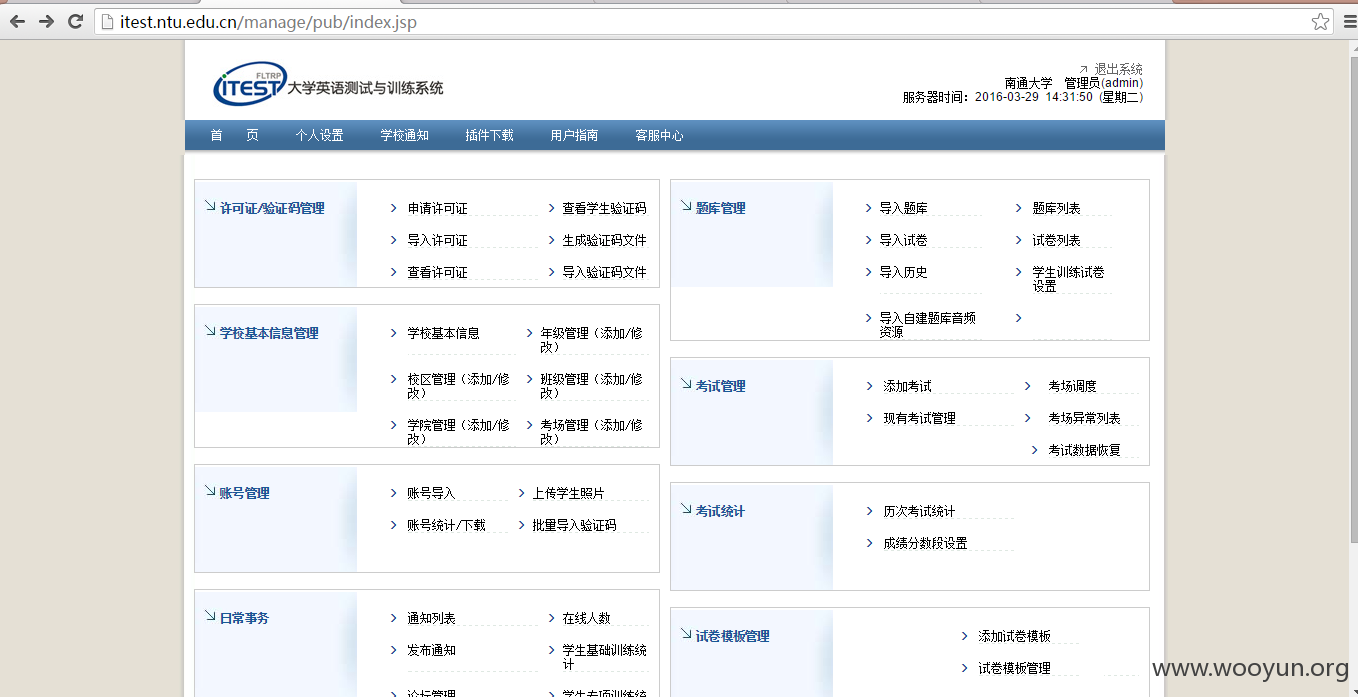 itest.ntu.edu.cn/manage/pub/index.jsp
iTEST FLTRP 大学英语测试与训练系统
退出系统
南通大学 管理员(admin)
服务器时间：2016-03-29 14:31:50 (星期二)
首 页 个人设置 学校通知 插件下载 用户指南 客服中心
许可证/验证码管理
申请许可证 查看学生验证码
导入许可证 生成验证码文件
查看许可证 导入验证码文件
学校基本信息管理
学校基本信息 年级管理（添加/修
改）
校区管理（添加/修
改）
班级管理（添加/修
改）
学院管理（添加/修
改）
考场管理（添加/修
改）
账号管理
账号导入 上传学生照片
账号统计/下载 批量导入验证码
日常事务
通知列表 在线人数
发布通知 学生基础训练统
计
论坛管理 学生专项训练统
题库管理
导入题库 题库列表
导入试卷 试卷列表
导入历史 学生训练试卷
设置
导入自建题库音频
资源
考试管理
添加考试 考场调度
现有考试管理 考场异常列表
考试数据恢复
考试统计
历次考试统计
成绩分数段设置
试卷模板管理
添加试卷模板
试卷模板管理
www.wooyun.org